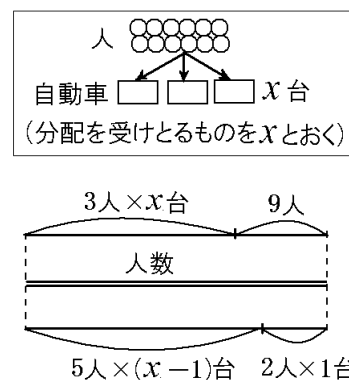 人
自動車 x台
(分配を受けとるものをxとおく)
3人×x台 9人
人数
5人×(x−1)台 2人×1台